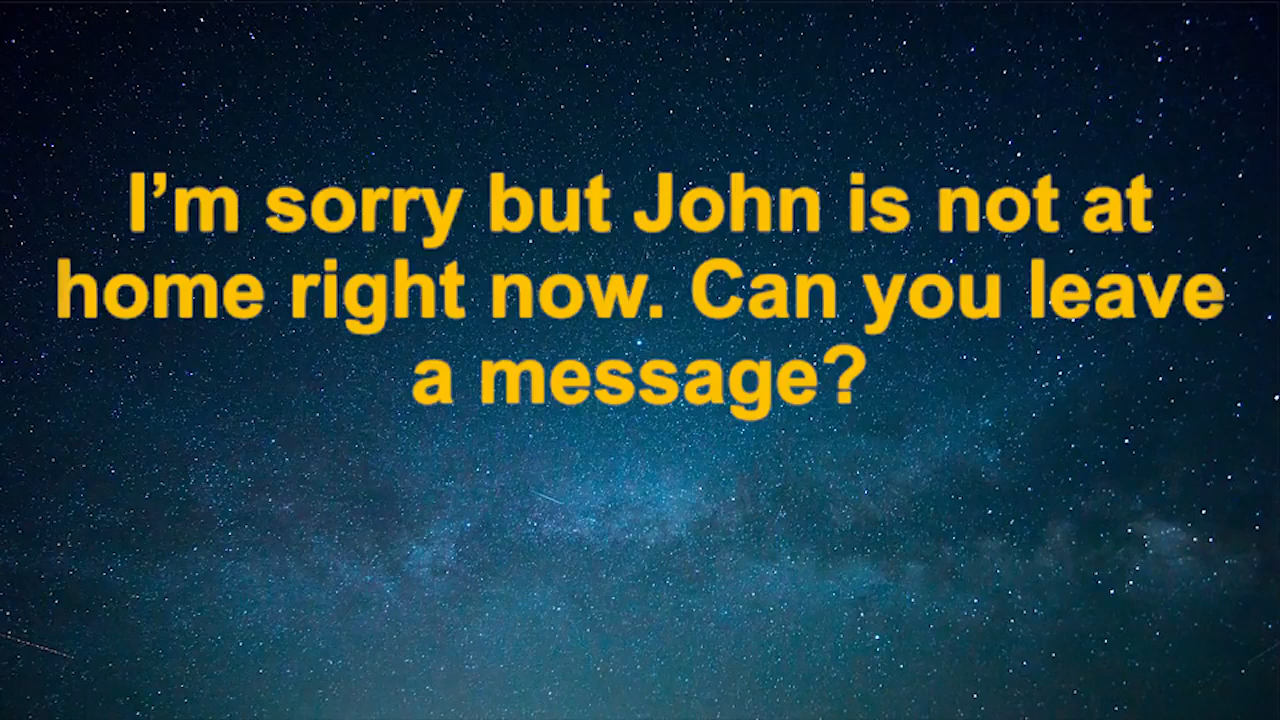 I’m sorry but John is not at
home right now. Can you leave
a message?